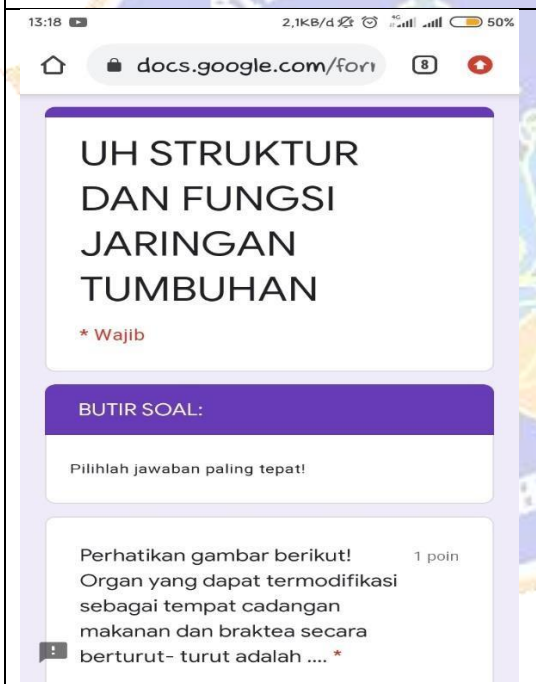 13:18 2,1KB/d 4G 50%
docs.google.com/for 8
UH STRUKTUR
DAN FUNGSI
JARINGAN
TUMBUHAN
* Wajib
BUTIR SOAL:
Pilihlah jawaban paling tepat!
Perhatikan gambar berikut! 1 poin
Organ yang dapat termodifikasi
sebagai tempat cadangan
makanan dan braktea secara
berturut- turut adalah .... *